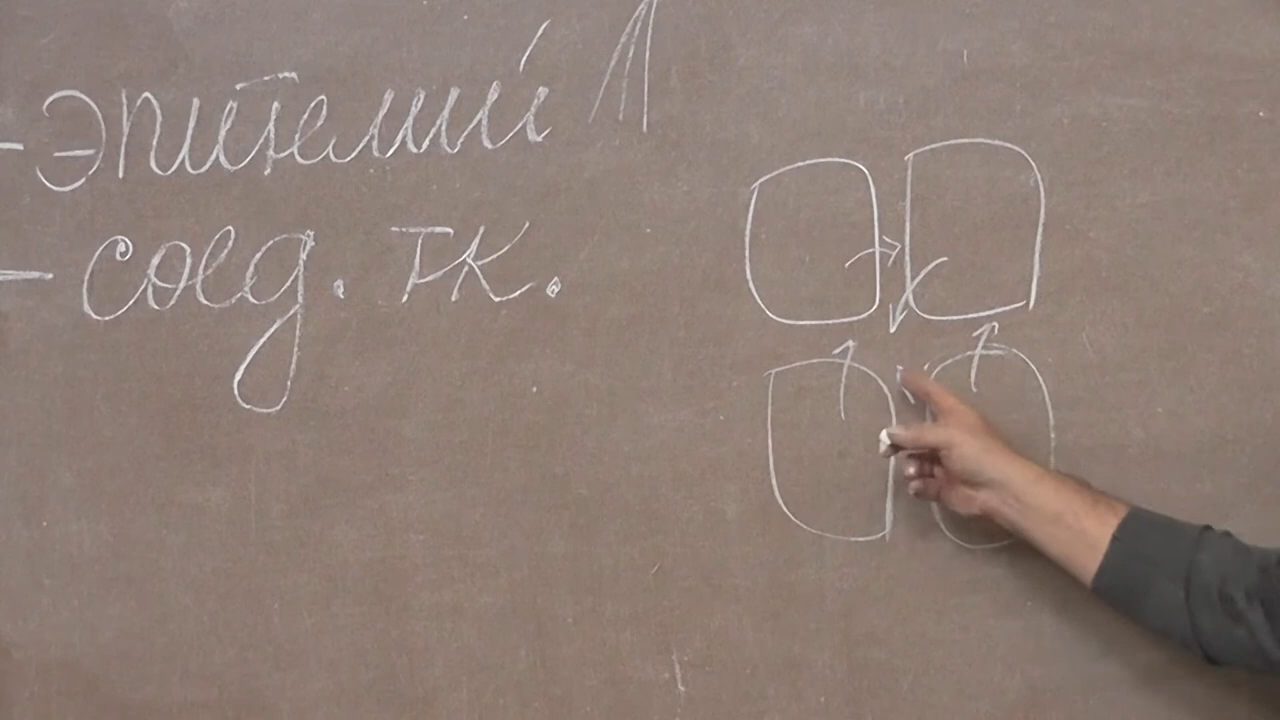 - эпителий
- соед. тк.